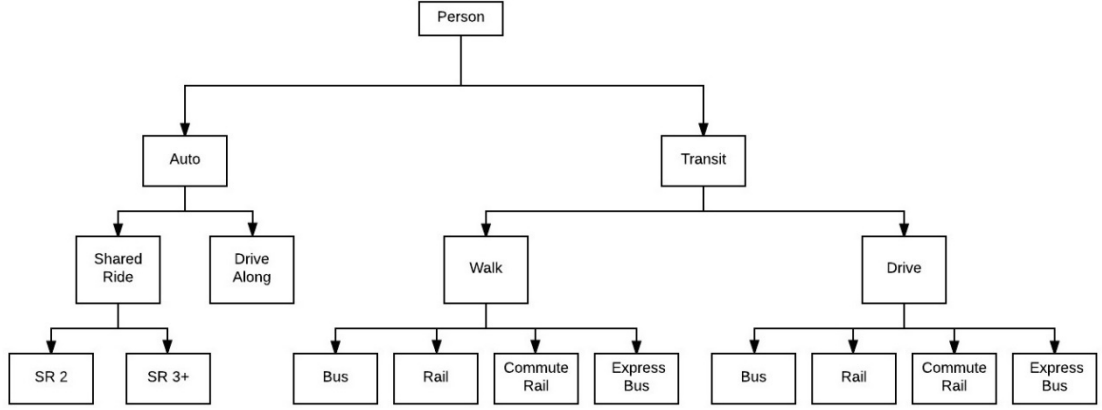 Person
Auto
Transit
Shared
Ride
Drive
Along
Walk
Drive
SR 2
SR 3+
Bus
Rail
Commute
Rail
Express
Bus
Bus
Rail
Commute
Rail
Express
Bus